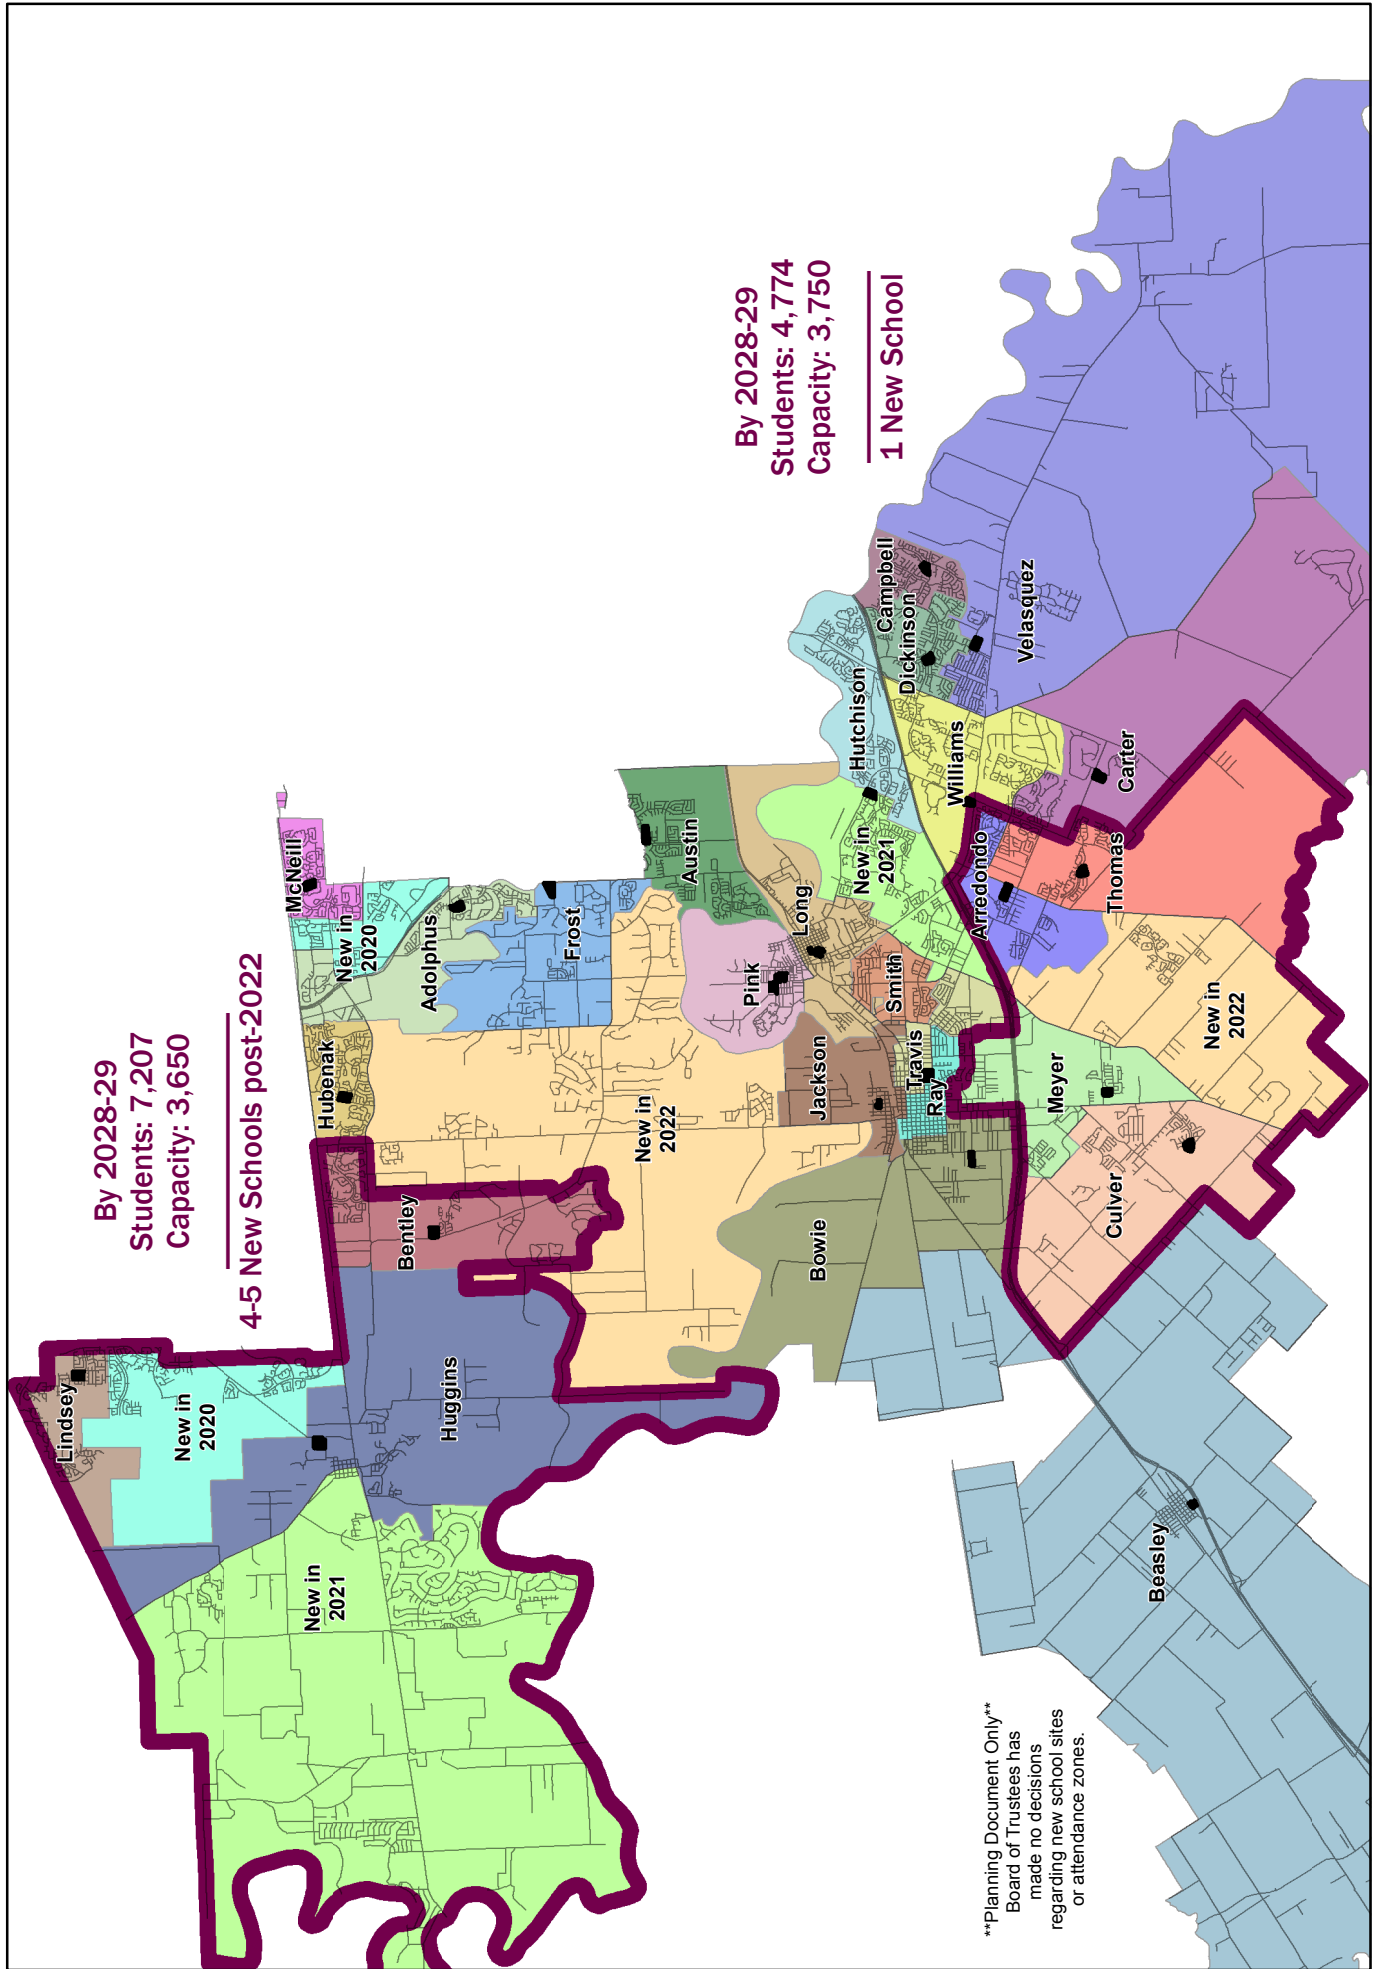 By 2028-29
Students: 7,207
Capacity: 3,650
4-5 New Schools post-2022
By 2028-29
Students: 4,774
Capacity: 3,750
1 New School
Lindsey
New in
2020
Huggins
New in
2021
Bentley
Hubenak
McNeill
New in
2020
Adolphus
Frost
New in
2022
Austin
Pink
Long
Jackson
Bowie
Smith
Travis
Ray
New in
2021
Hutchison
Campbell
Dickinson
Velasquez
Williams
Carter
Arredondo
Thomas
New in
2022
Meyer
Culver
Beasley
**Planning Document Only**
Board of Trustees has
made no decisions
regarding new school sites
or attendance zones.